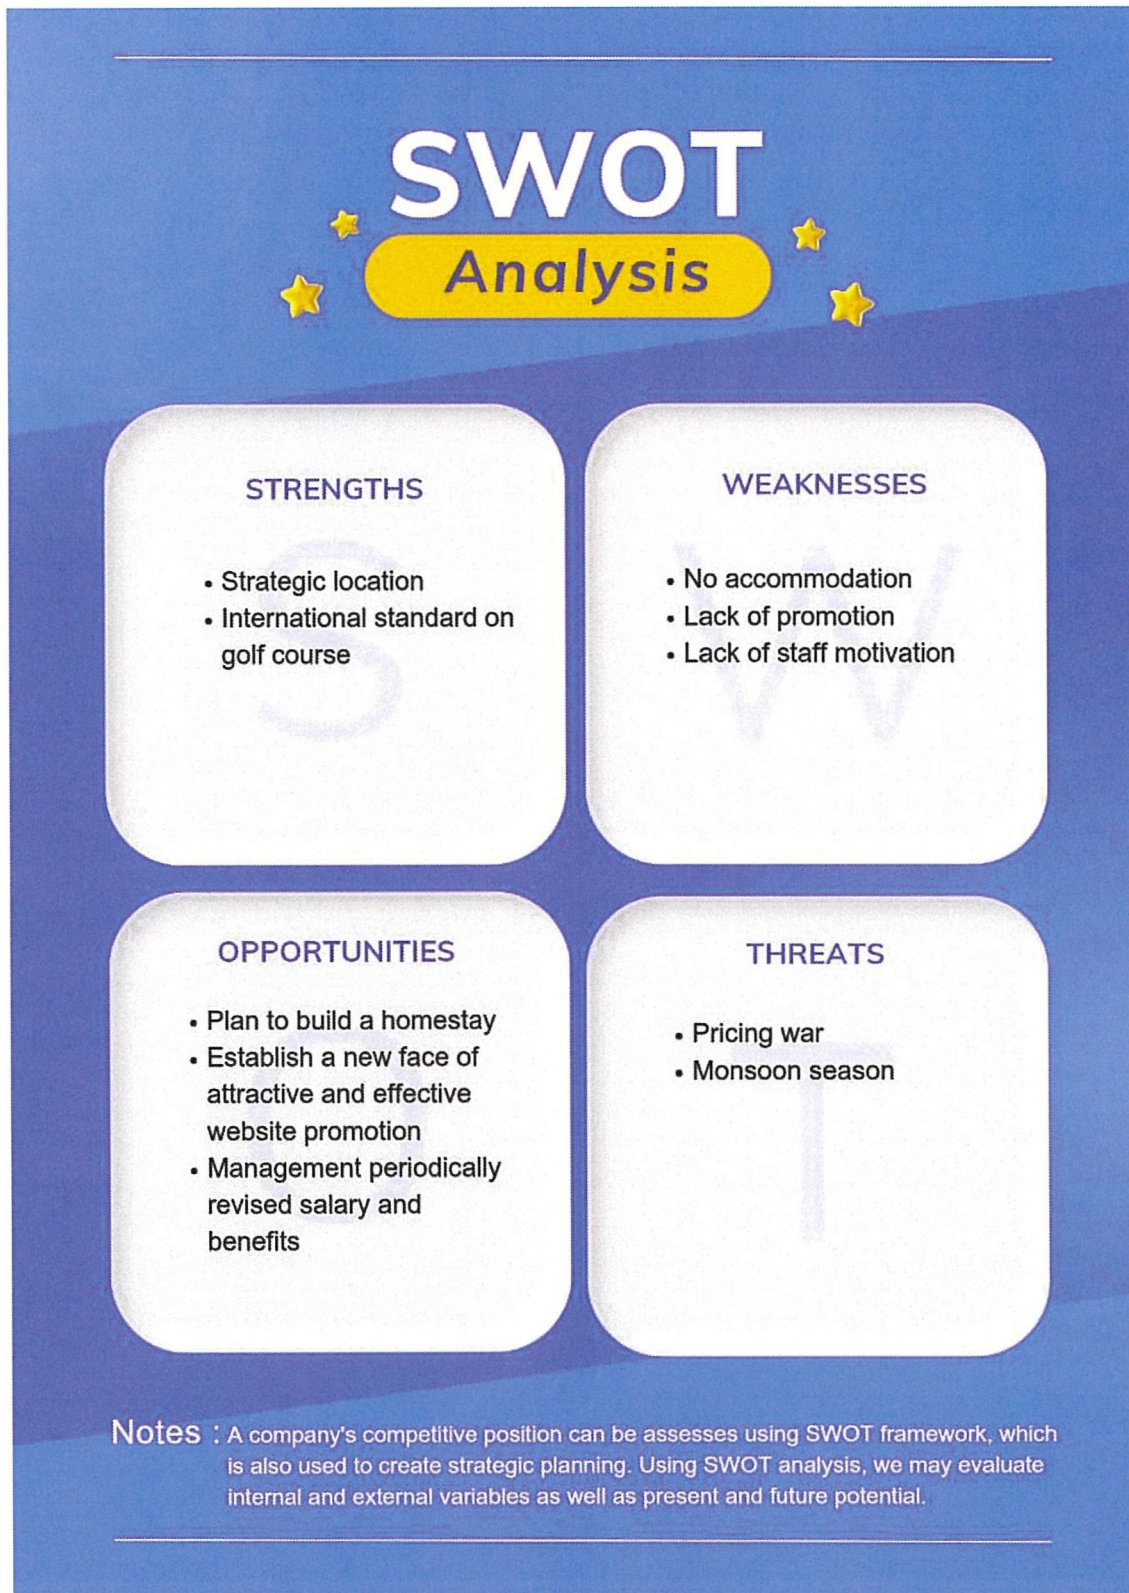 SWOT
Analysis
STRENGTHS
• Strategic location
• International standard on
golf course
WEAKNESSES
• No accommodation
• Lack of promotion
• Lack of staff motivation
OPPORTUNITIES
• Plan to build a homestay
• Establish a new face of
attractive and effective
website promotion
• Management periodically
revised salary and
benefits
THREATS
• Pricing war
• Monsoon season
Notes : A company's competitive position can be assesses using SWOT framework, which
is also used to create strategic planning. Using SWOT analysis, we may evaluate
internal and external variables as well as present and future potential.
S
W
O
T